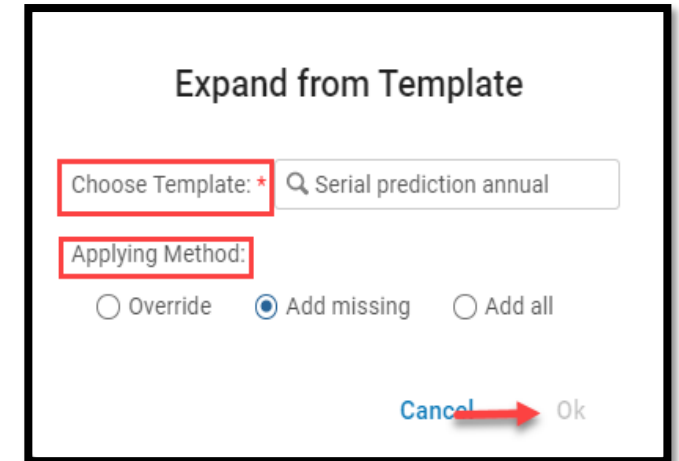 Expand from Template
Choose Template: * Serial prediction annual
Applying Method:
Override Add missing Add all
Cancel Ok